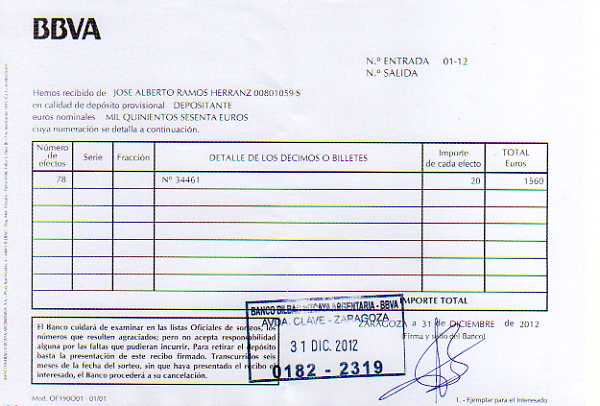 BBVA
N.º ENTRADA 01-12
N.º SALIDA
Hemos recibido de JOSE ALBERTO RAMOS HERRANZ 00801059-S
en calidad de depósito provisional DEPOSITANTE
euros nominales MIL QUINIENTOS SESENTA EUROS
cuya numeración se detalla a continuación.
Número de efectos Serie Fracción DETALLE DE LOS DECIMOS O BILLETES Importe de cada efecto TOTAL Euros
78 Nº 34461 20 1560
IMPORTE TOTAL
BANCO BILBAO VIZCAYA ARGENTARIA - BBVA
AVDA. CLAVE - ZARAGOZA
31 DIC. 2012
0182 - 2319
ZARAGOZA a 31 de DICIEMBRE de 2012
(Firma y sello del Banco)
El Banco cuidará de examinar en las listas Oficiales de sorteos, los
números que resulten agraciados; pero no acepta responsabilidad
alguna por las faltas que pudieran incurrir. Para retirar el depósito
basta la presentación de este recibo firmado. Transcurridos seis
meses de la fecha del sorteo, sin que haya presentado el recibo el
interesado, el Banco procederá a su cancelación.
Mod. OF190O01 - 01/01
1. - Ejemplar para el Interesado